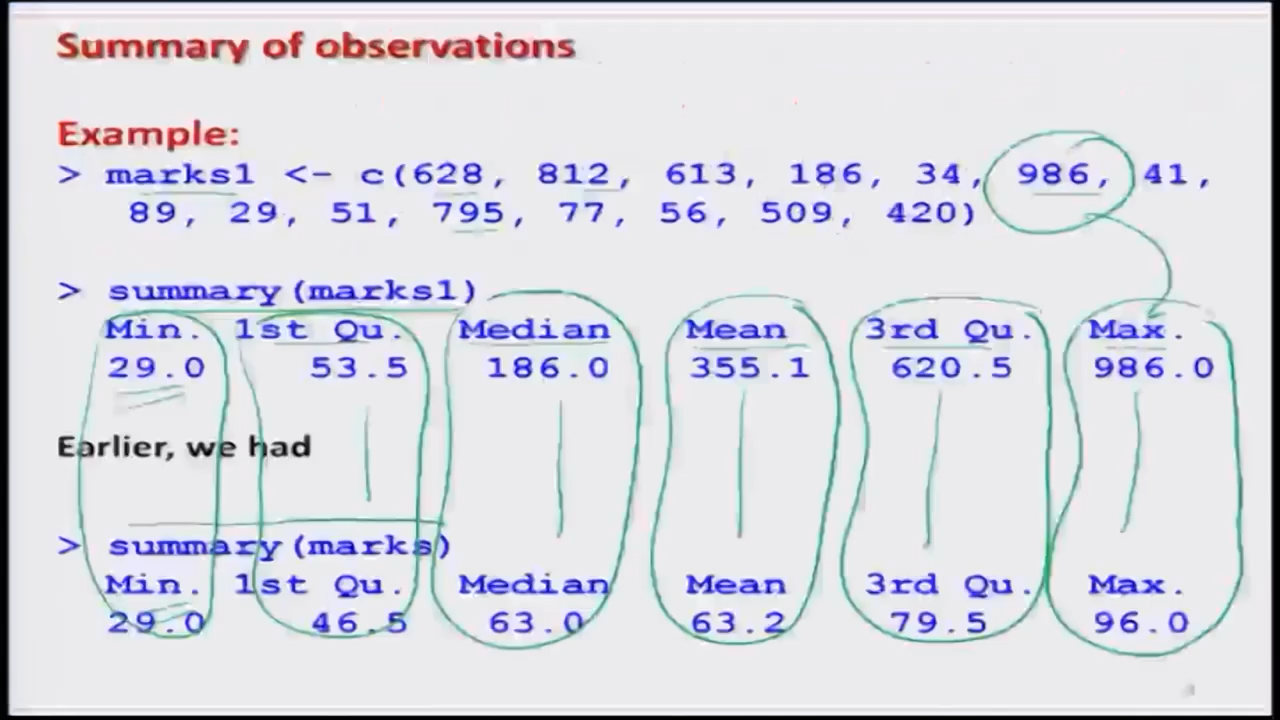 Summary of observations
Example:
> marks1 <- c(628, 812, 613, 186, 34, 986, 41,
89, 29, 51, 795, 77, 56, 509, 420)
> summary(marks1)
Min. 1st Qu. Median Mean 3rd Qu. Max.
29.0 53.5 186.0 355.1 620.5 986.0
Earlier, we had
> summary(marks)
Min. 1st Qu. Median Mean 3rd Qu. Max.
29.0 46.5 63.0 63.2 79.5 96.0